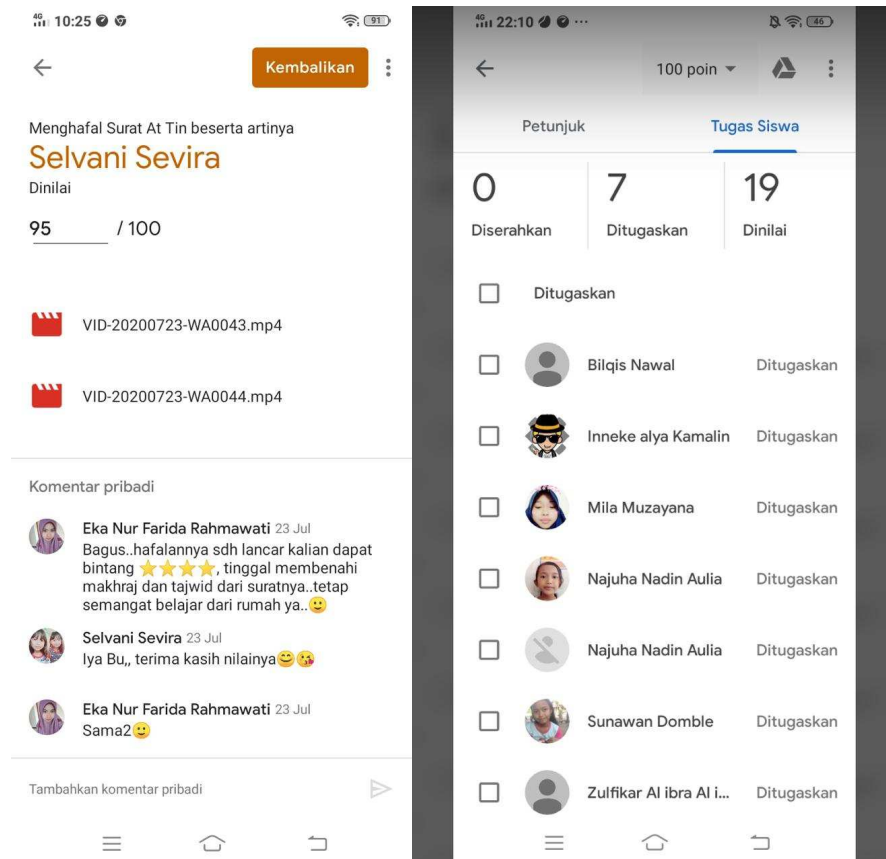 4G 10:25
91
Kembalikan
Menghafal Surat At Tin beserta artinya
Selvani Sevira
Dinilai
95 / 100
VID-20200723-WA0043.mp4
VID-20200723-WA0044.mp4
Komentar pribadi
Eka Nur Farida Rahmawati 23 Jul
Bagus..hafalannya sdh lancar kalian dapat
bintang ⭐⭐⭐⭐, tinggal membenahi
makhraj dan tajwid dari suratnya..tetap
semangat belajar dari rumah ya..🙂
Selvani Sevira 23 Jul
Iya Bu,, terima kasih nilainya😊😘
Eka Nur Farida Rahmawati 23 Jul
Sama2🙂
Tambahkan komentar pribadi
4G 22:10 ...
46
100 poin
Petunjuk Tugas Siswa
0 7 19
Diserahkan Ditugaskan Dinilai
Ditugaskan
Bilqis Nawal Ditugaskan
Inneke alya Kamalin Ditugaskan
Mila Muzayana Ditugaskan
Najuha Nadin Aulia Ditugaskan
Najuha Nadin Aulia Ditugaskan
Sunawan Domble Ditugaskan
Zulfikar Al ibra Al i... Ditugaskan